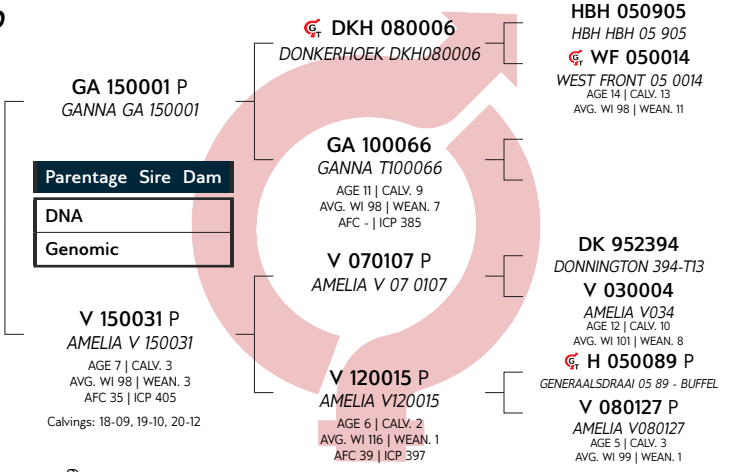 GA 150001 P
GANNA GA 150001
Parentage Sire Dam
DNA
Genomic
V 150031 P
AMELIA V 150031
AGE 7 | CALV. 3
AVG. WI 98 | WEAN. 3
AFC 35 | ICP 405
Calvings: 18-09, 19-10, 20-12
GT DKH 080006
DONKERHOEK DKH080006
GA 100066
GANNA T100066
AGE 11 | CALV. 9
AVG. WI 98 | WEAN. 7
AFC - | ICP 385
V 070107 P
AMELIA V 07 0107
V 120015 P
AMELIA V120015
AGE 6 | CALV. 2
AVG. WI 116 | WEAN. 1
AFC 39 | ICP 397
HBH 050905
HBH HBH 05 905
GT WF 050014
WEST FRONT 05 0014
AGE 14 | CALV. 13
AVG. WI 98 | WEAN. 11
DK 952394
DONNINGTON 394-T13
V 030004
AMELIA V034
AGE 12 | CALV. 10
AVG. WI 101 | WEAN. 8
GT H 050089 P
GENERAALSDRAAI 05 89 - BUFFEL
V 080127 P
AMELIA V080127
AGE 5 | CALV. 3
AVG. WI 99 | WEAN. 1